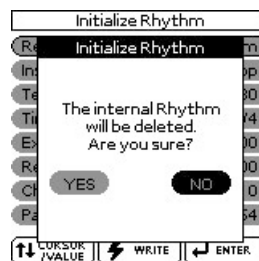 Initialize Rhythm
Initialize Rhythm
The internal Rhythm
will be deleted.
Are you sure?
YES NO
CURSOR
/VALUE WRITE ENTER